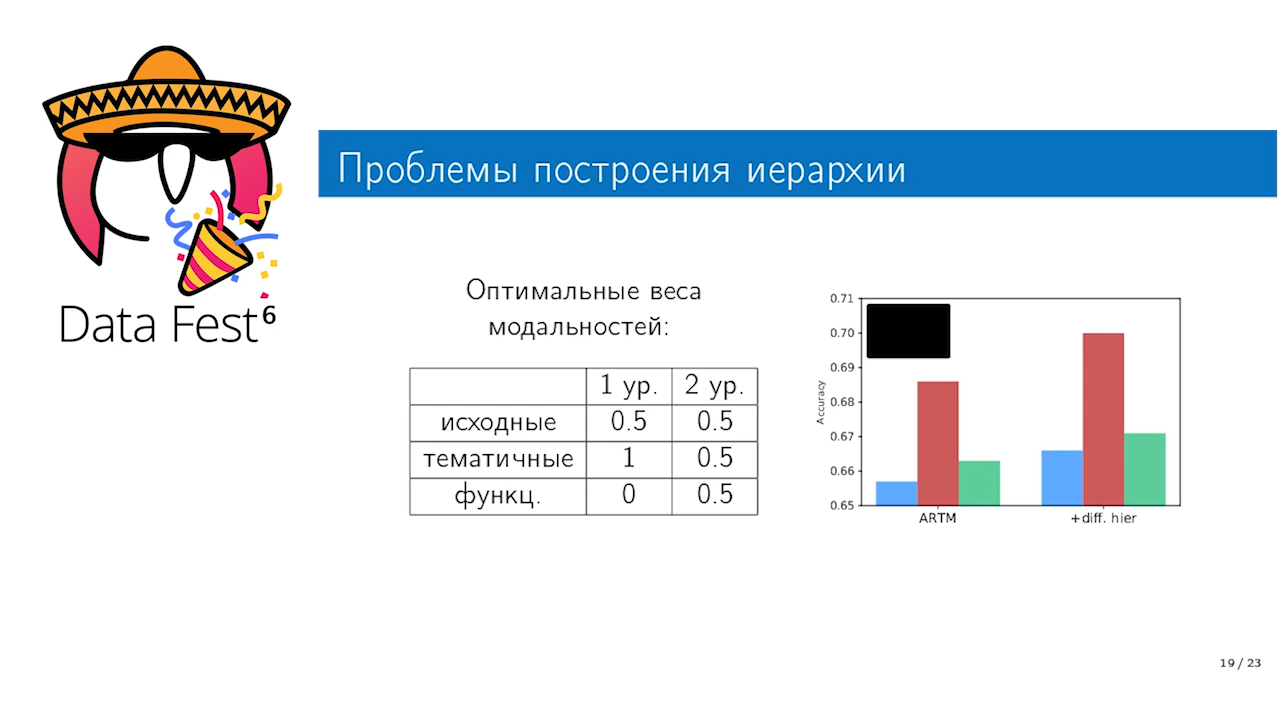 Data Fest⁶
Проблемы построения иерархии
Оптимальные веса
модальностей:
1 ур. 2 ур.
исходные 0.5 0.5
тематичные 1 0.5
функц. 0 0.5
0.71
0.70
0.69
0.68
0.67
0.66
0.65
Accuracy
ARTM +diff. hier
19 / 23